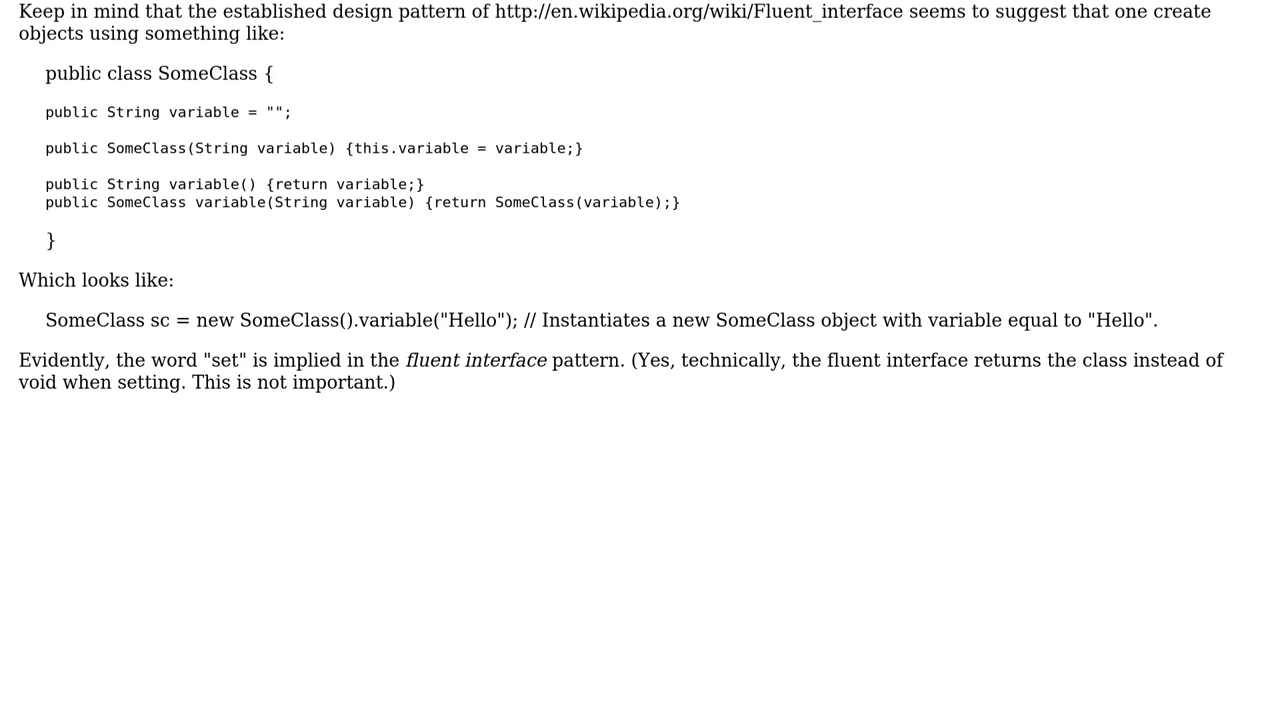 Keep in mind that the established design pattern of http://en.wikipedia.org/wiki/Fluent_interface seems to suggest that one create
objects using something like:
public class SomeClass {
public String variable = "";
public SomeClass(String variable) {this.variable = variable;}
public String variable() {return variable;}
public SomeClass variable(String variable) {return SomeClass(variable);}
}
Which looks like:
SomeClass sc = new SomeClass().variable("Hello"); // Instantiates a new SomeClass object with variable equal to "Hello".
Evidently, the word "set" is implied in the fluent interface pattern. (Yes, technically, the fluent interface returns the class instead of
void when setting. This is not important.)